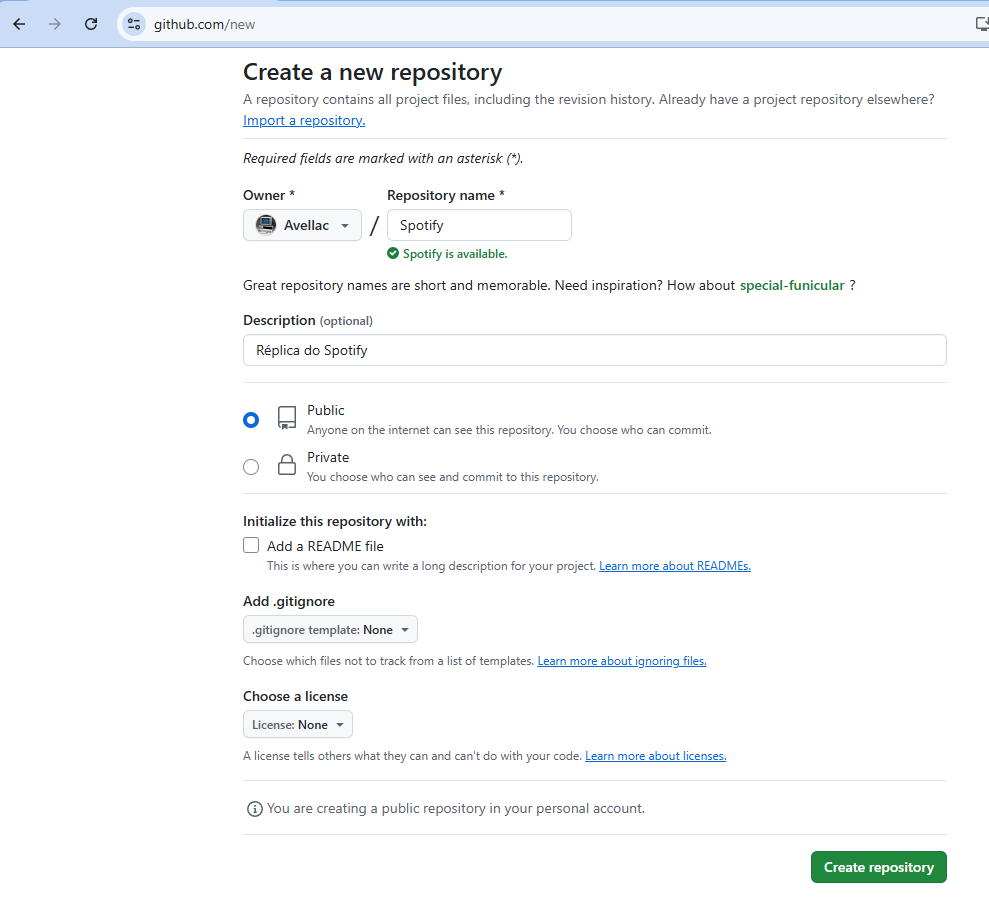 github.com/new
Create a new repository
A repository contains all project files, including the revision history. Already have a project repository elsewhere?
Import a repository.
Required fields are marked with an asterisk (*).
Owner * Repository name *
Avellac / Spotify
Spotify is available.
Great repository names are short and memorable. Need inspiration? How about special-funicular ?
Description (optional)
Réplica do Spotify
Public
Anyone on the internet can see this repository. You choose who can commit.
Private
You choose who can see and commit to this repository.
Initialize this repository with:
Add a README file
This is where you can write a long description for your project. Learn more about READMEs.
Add .gitignore
.gitignore template: None
Choose which files not to track from a list of templates. Learn more about ignoring files.
Choose a license
License: None
A license tells others what they can and can't do with your code. Learn more about licenses.
You are creating a public repository in your personal account.
Create repository